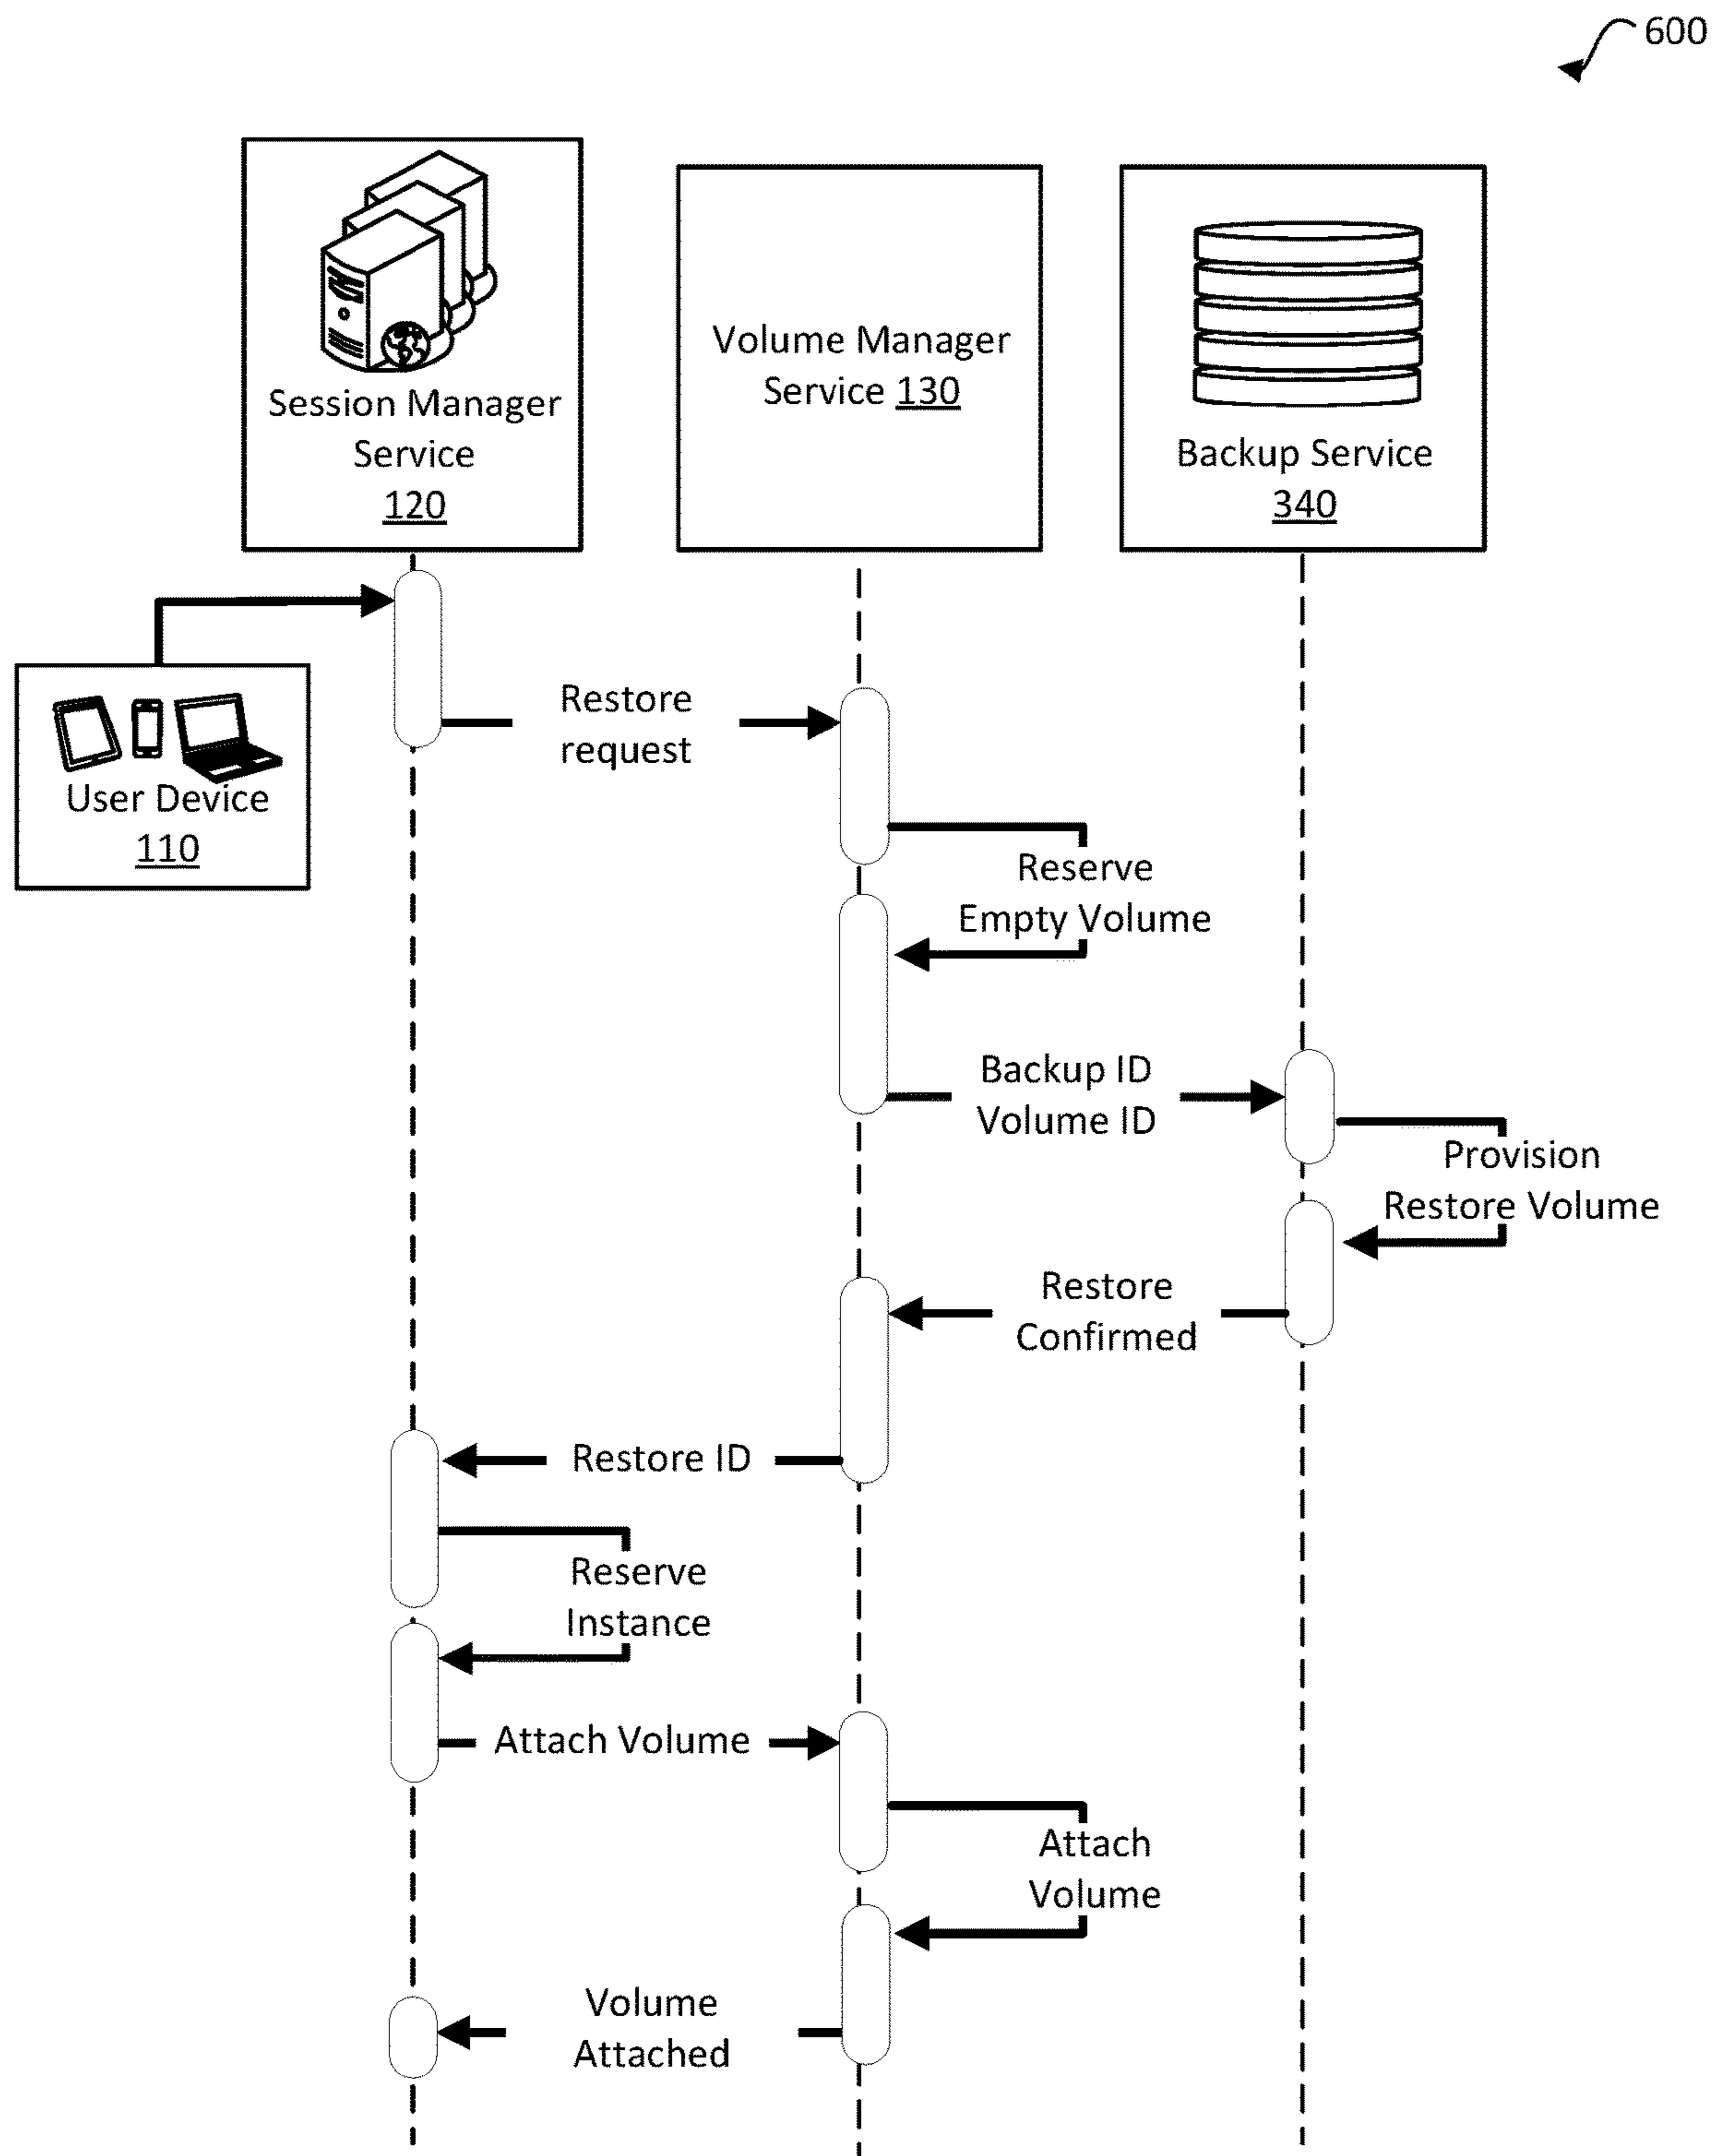 600
Session Manager
Service
120
Volume Manager
Service 130
Backup Service
340
User Device
110
Restore
request
Reserve
Empty Volume
Backup ID
Volume ID
Provision
Restore Volume
Restore
Confirmed
Restore ID
Reserve
Instance
Attach Volume
Attach
Volume
Volume
Attached